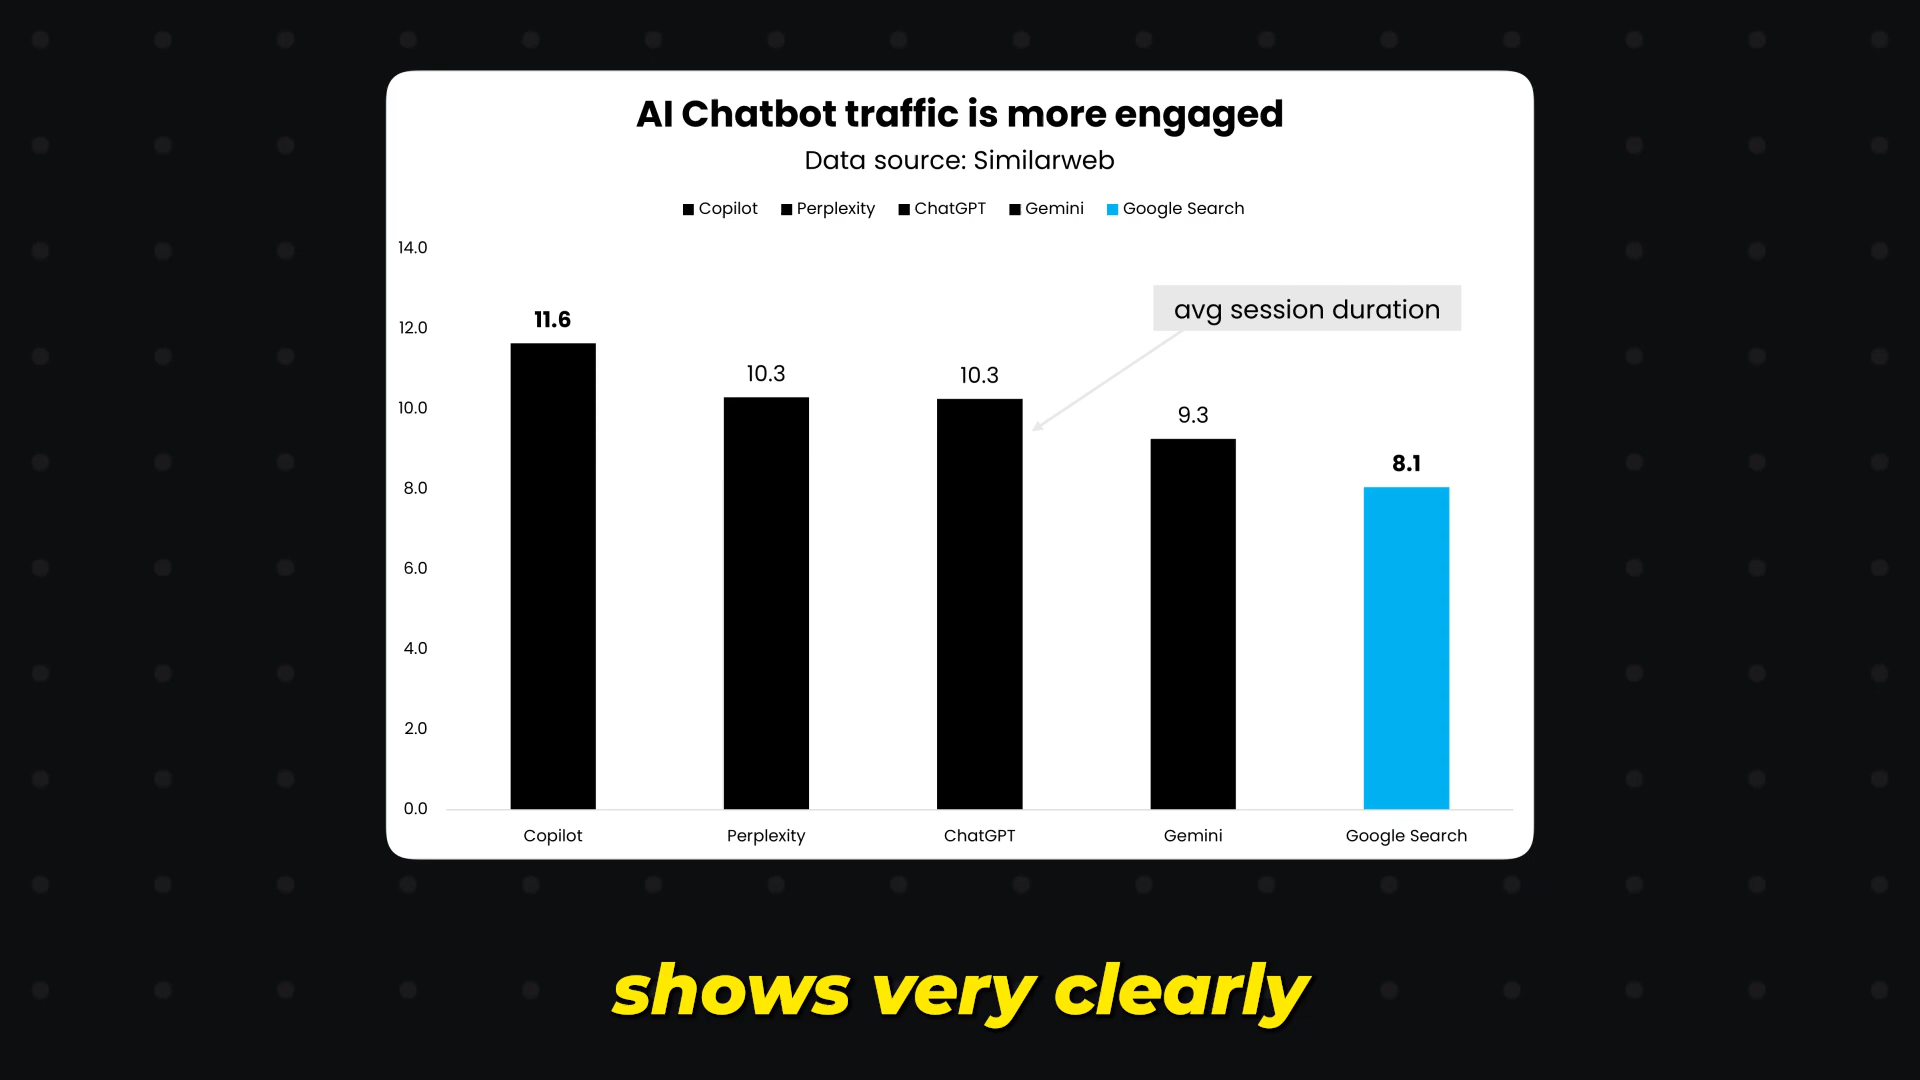 AI Chatbot traffic is more engaged
Data source: Similarweb
Copilot Perplexity ChatGPT Gemini Google Search
14.0
avg session duration
11.6
12.0
10.3
10.3
10.0
9.3
8.1
8.0
6.0
4.0
2.0
0.0
Copilot Perplexity ChatGPT Gemini Google Search
shows very clearly